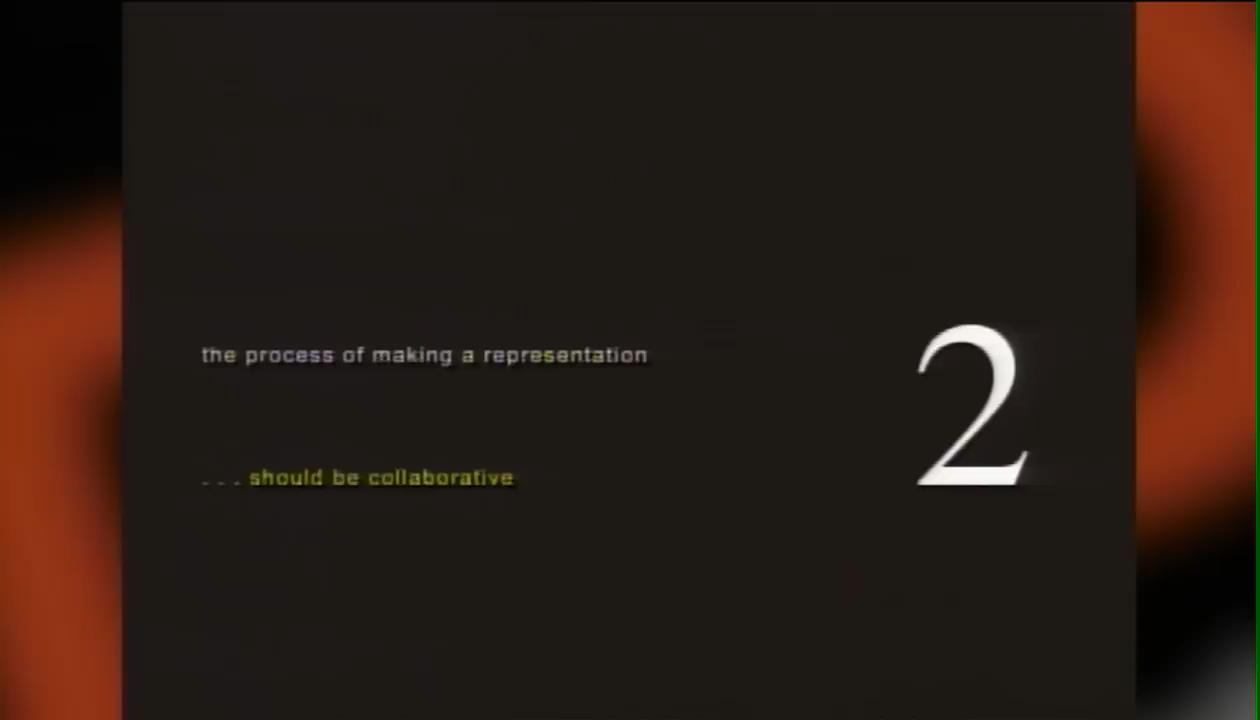 the process of making a representation
2
. . . should be collaborative